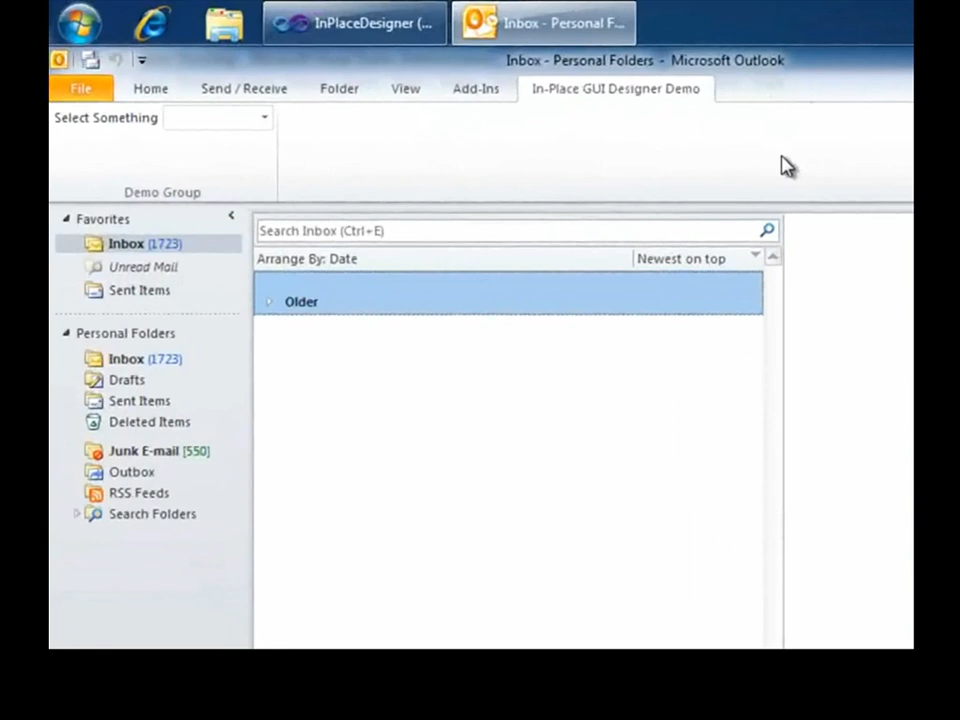 InPlaceDesigner (...
Inbox - Personal F...
Inbox - Personal Folders - Microsoft Outlook
File Home Send / Receive Folder View Add-Ins In-Place GUI Designer Demo
Select Something
Demo Group
Favorites
Inbox (1723)
Unread Mail
Sent Items
Personal Folders
Inbox (1723)
Drafts
Sent Items
Deleted Items
Junk E-mail [550]
Outbox
RSS Feeds
Search Folders
Search Inbox (Ctrl+E)
Arrange By: Date Newest on top
Older